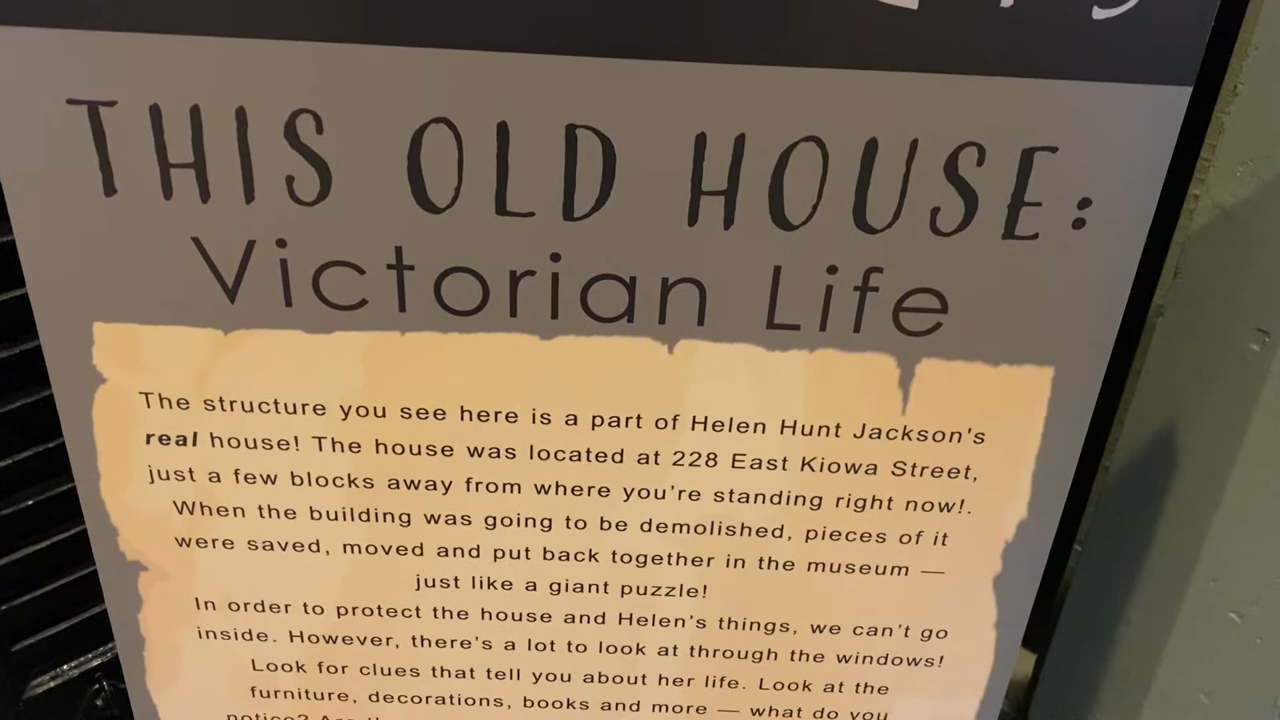 THIS OLD HOUSE:
Victorian Life
The structure you see here is a part of Helen Hunt Jackson's
real house! The house was located at 228 East Kiowa Street,
just a few blocks away from where you're standing right now!.
When the building was going to be demolished, pieces of it
were saved, moved and put back together in the museum —
just like a giant puzzle!
In order to protect the house and Helen's things, we can't go
inside. However, there's a lot to look at through the windows!
Look for clues that tell you about her life. Look at the
furniture, decorations, books and more — what do you
notice?